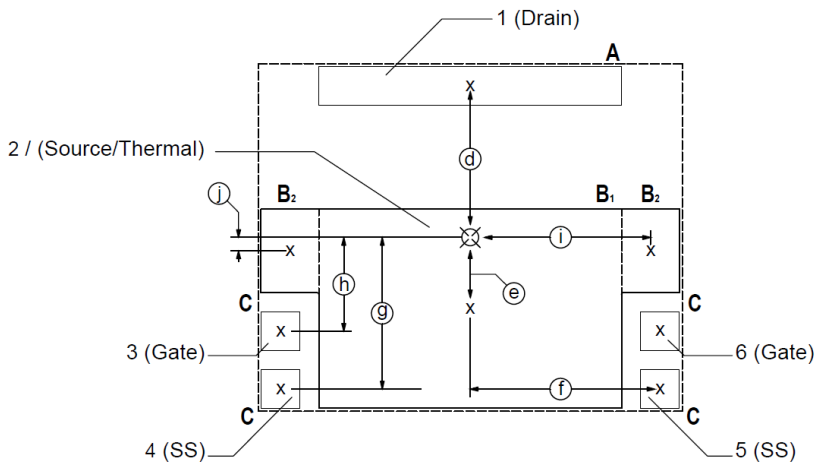 1 (Drain)
A
2 / (Source/Thermal)
x
d
j
B2
B1
B2
i
x
x
h
e
g
x
C
C
x
x
3 (Gate)
6 (Gate)
x
f
x
C
C
4 (SS)
5 (SS)